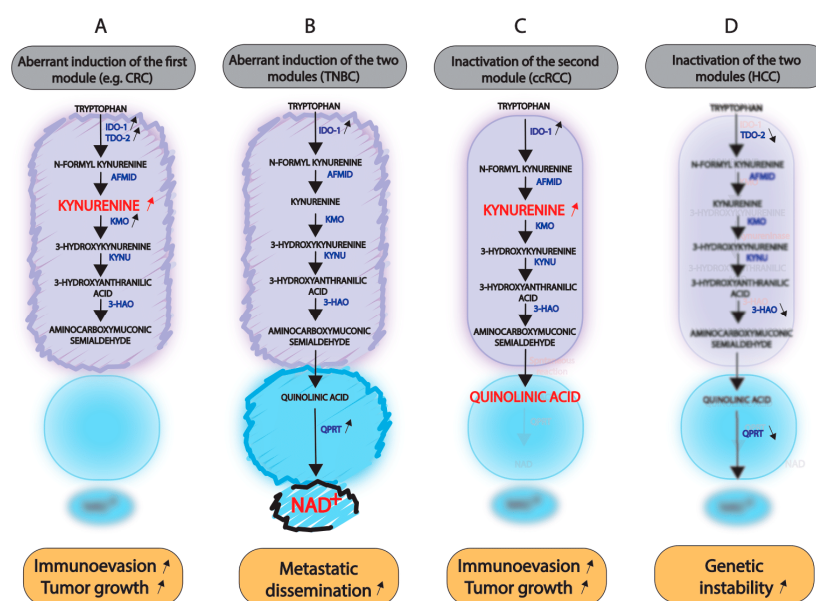 A
Aberrant induction of the first
module (e.g. CRC)
TRYPTOPHAN
IDO-1
TDO-2
N-FORMYL KYNURENINE
AFMID
KYNURENINE
KMO
3-HYDROXYKYNURENINE
KYNU
3-HYDROXYANTHRANILIC
ACID
3-HAO
AMINOCARBOXYMUCONIC
SEMIALDEHYDE
Immunoevasion
Tumor growth
B
Aberrant induction of the two
modules (TNBC)
TRYPTOPHAN
IDO-1
N-FORMYL KYNURENINE
AFMID
KYNURENINE
KMO
3-HYDROXYKYNURENINE
KYNU
3-HYDROXYANTHRANILIC
ACID
3-HAO
AMINOCARBOXYMUCONIC
SEMIALDEHYDE
QUINOLINIC ACID
QPRT
NAD+
Metastatic
dissemination
C
Inactivation of the second
module (ccRCC)
TRYPTOPHAN
IDO-1
N-FORMYL KYNURENINE
AFMID
KYNURENINE
KMO
3-HYDROXYKYNURENINE
KYNU
3-HYDROXYANTHRANILIC
ACID
3-HAO
AMINOCARBOXYMUCONIC
SEMIALDEHYDE
QUINOLINIC ACID
NAD
Immunoevasion
Tumor growth
D
Inactivation of the two
modules (HCC)
TRYPTOPHAN
TDO-2
N-FORMYL KYNURENINE
AFMID
KYNURENINE
KMO
3-HYDROXYKYNURENINE
KYNU
3-HYDROXYANTHRANILIC
ACID
3-HAO
AMINOCARBOXYMUCONIC
SEMIALDEHYDE
QUINOLINIC ACID
QPRT
NAD
Genetic
instability